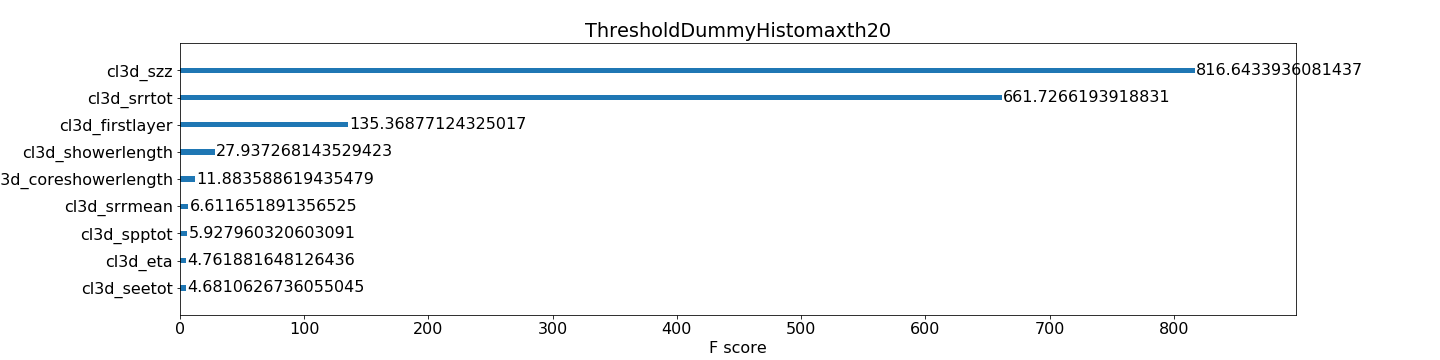 ThresholdDummyHistomaxth20
cl3d_szz 816.6433936081437
cl3d_srrtot 661.7266193918831
cl3d_firstlayer 135.36877124325017
cl3d_showerlength 27.937268143529423
3d_coreshowerlength 11.883588619435479
cl3d_srrmean 6.611651891356525
cl3d_spptot 5.927960320603091
cl3d_eta 4.761881648126436
cl3d_seetot 4.6810626736055045
0 100 200 300 400 500 600 700 800
F score